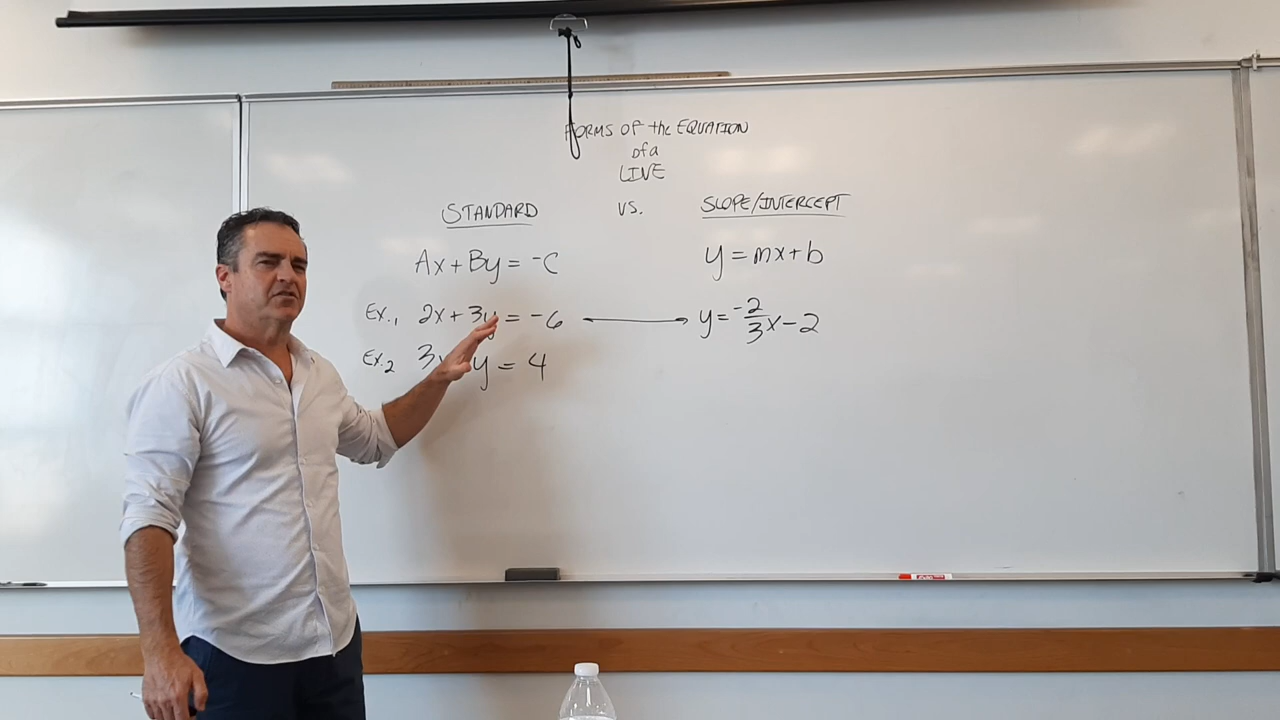 FORMS OF the EQUATION
of a
LINE
STANDARD vs. SLOPE/INTERCEPT
Ax + By = -C y = mx + b
Ex.1 2x + 3y = -6 ⟷ y = -2/3 x - 2
Ex.2 3 y = 4